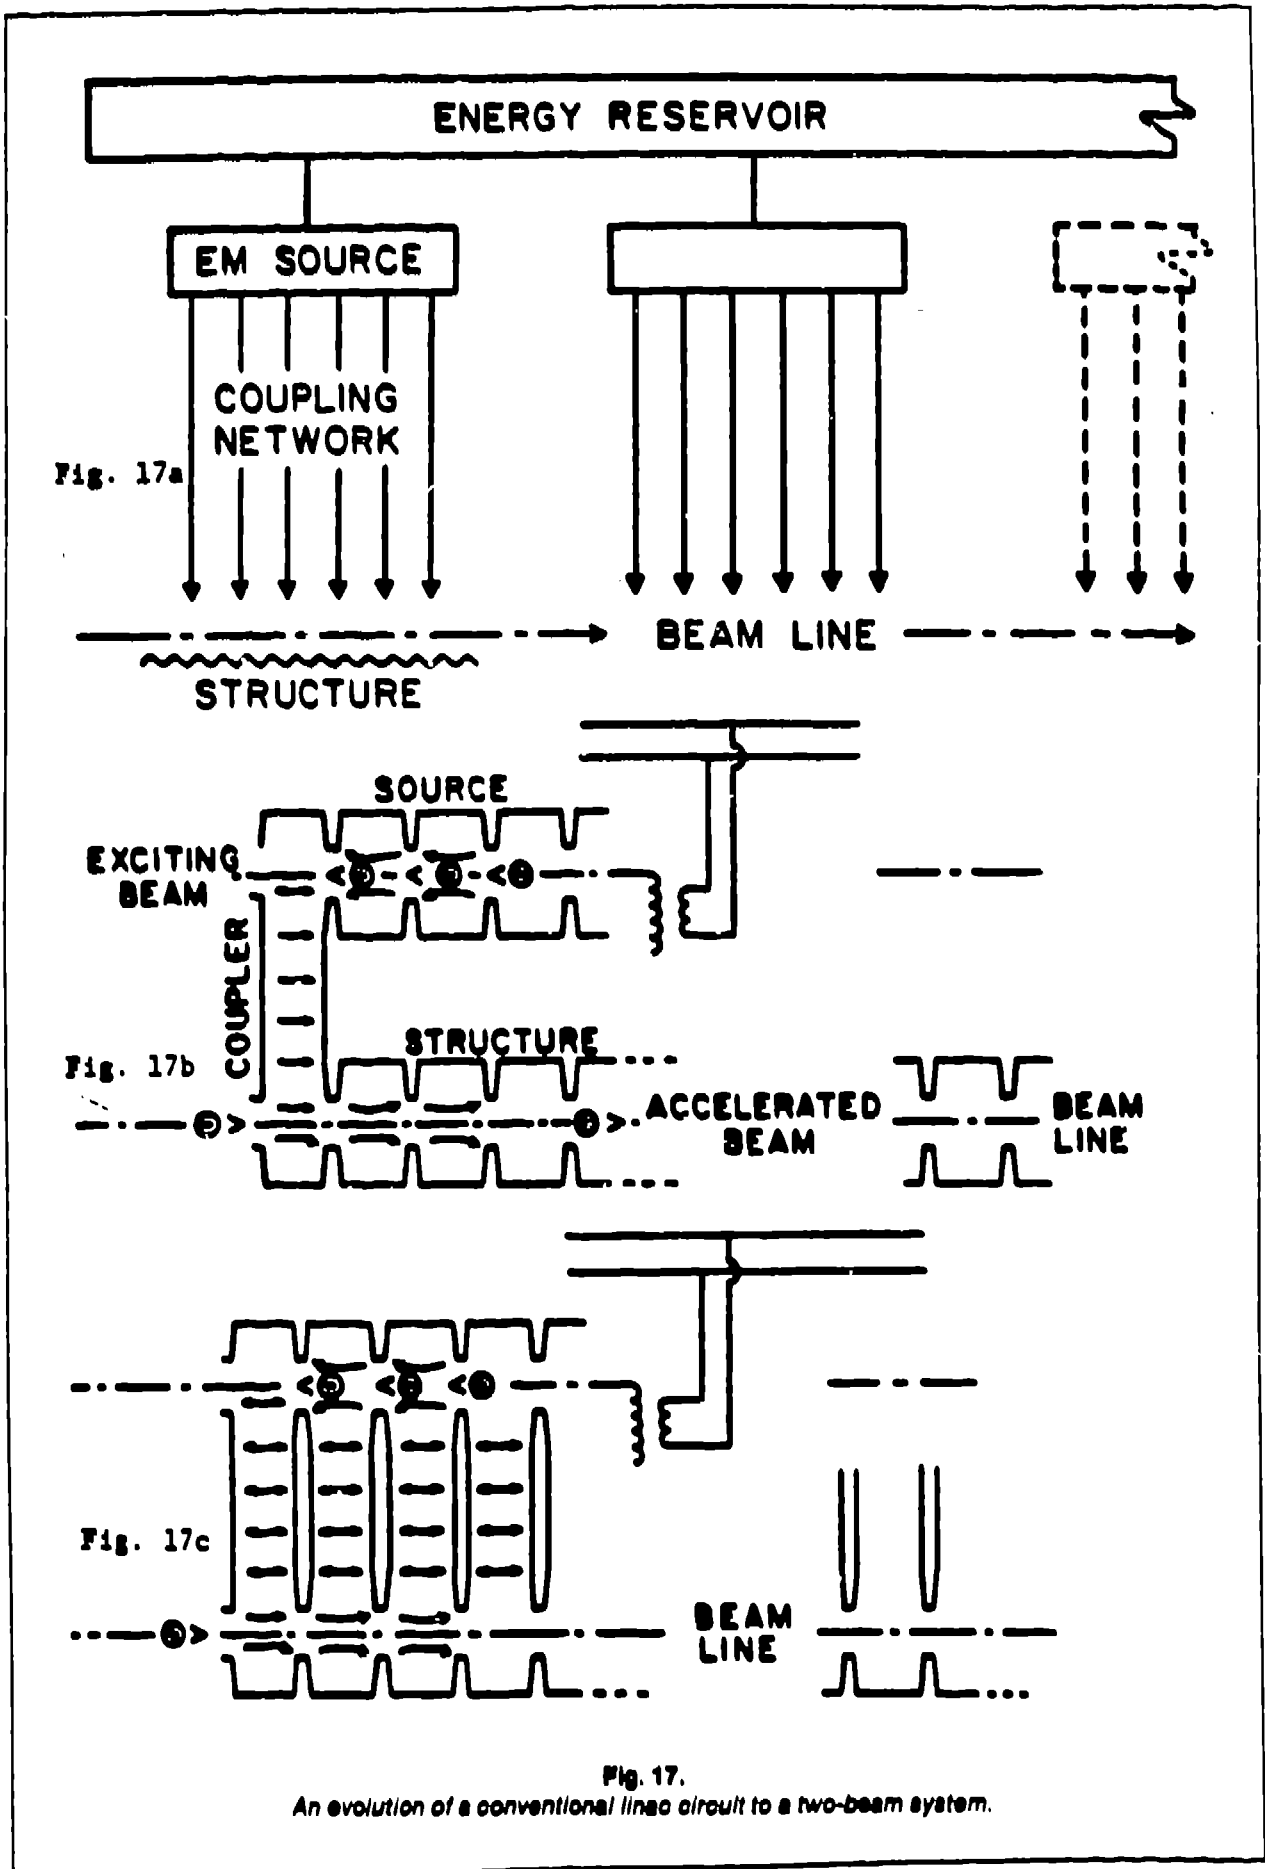 ENERGY RESERVOIR
EM SOURCE
COUPLING
NETWORK
Fig. 17a
BEAM LINE
STRUCTURE
SOURCE
EXCITING
BEAM
COUPLER
STRUCTURE
Fig. 17b
ACCELERATED
BEAM
BEAM
LINE
Fig. 17c
BEAM
LINE
Fig. 17.
An evolution of a conventional linac circuit to a two-beam system.